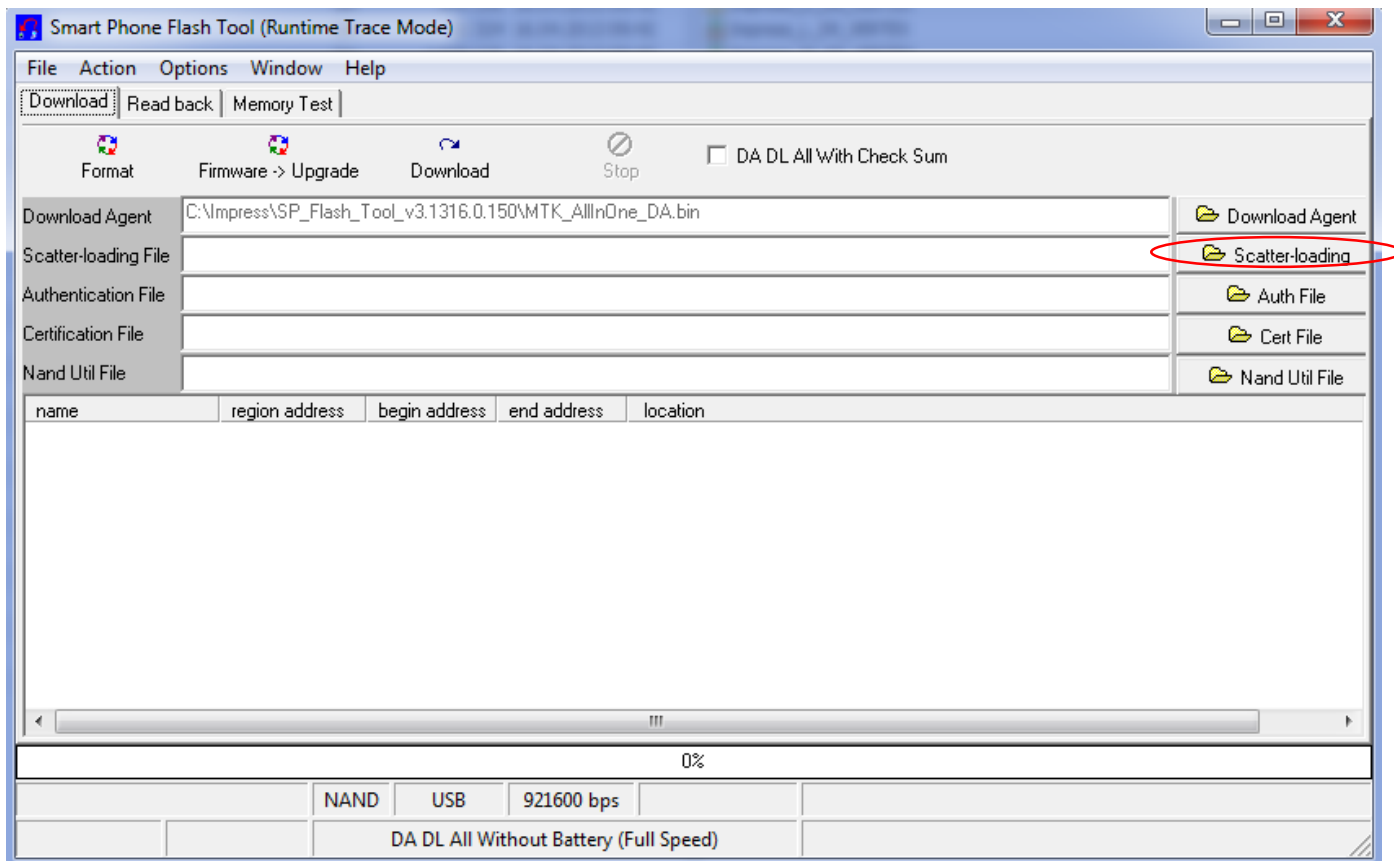 Smart Phone Flash Tool (Runtime Trace Mode)
File Action Options Window Help
Download Read back Memory Test
Format Firmware -> Upgrade Download Stop DA DL All With Check Sum
Download Agent C:\Impress\SP_Flash_Tool_v3.1316.0.150\MTK_AllInOne_DA.bin Download Agent
Scatter-loading File Scatter-loading
Authentication File Auth File
Certification File Cert File
Nand Util File Nand Util File
name region address begin address end address location
0%
NAND USB 921600 bps
DA DL All Without Battery (Full Speed)